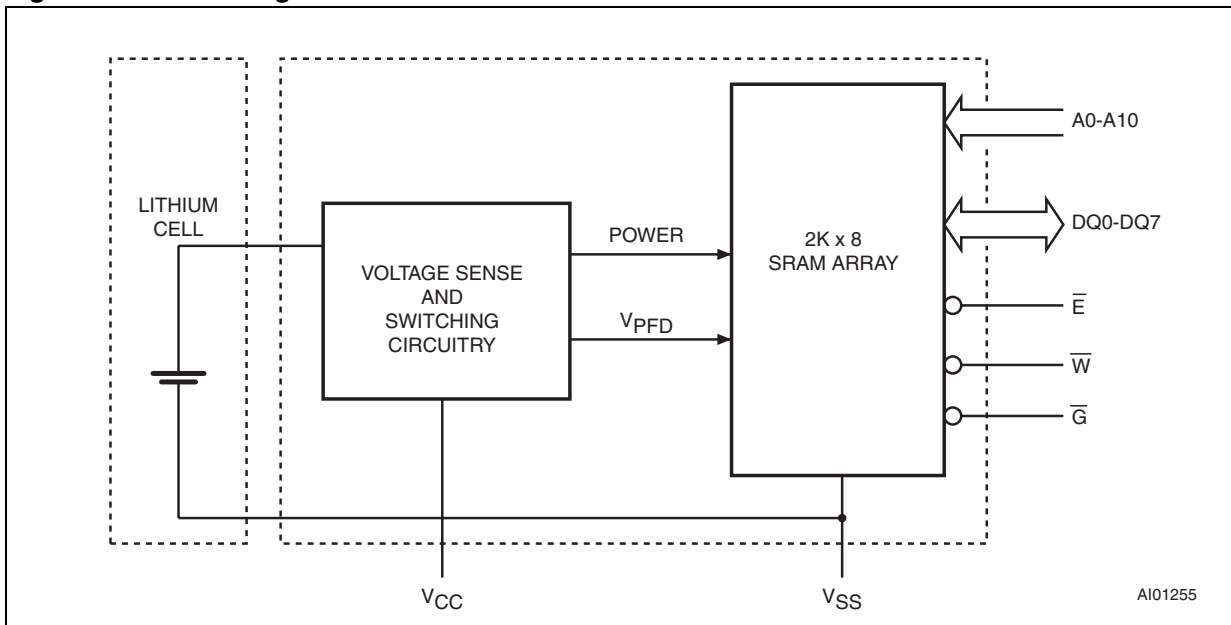 A0-A10
LITHIUM
CELL
DQ0-DQ7
POWER
2K x 8
SRAM ARRAY
VOLTAGE SENSE
AND
SWITCHING
CIRCUITRY
VPFD
E̅
W̅
G̅
VCC
VSS
AI01255